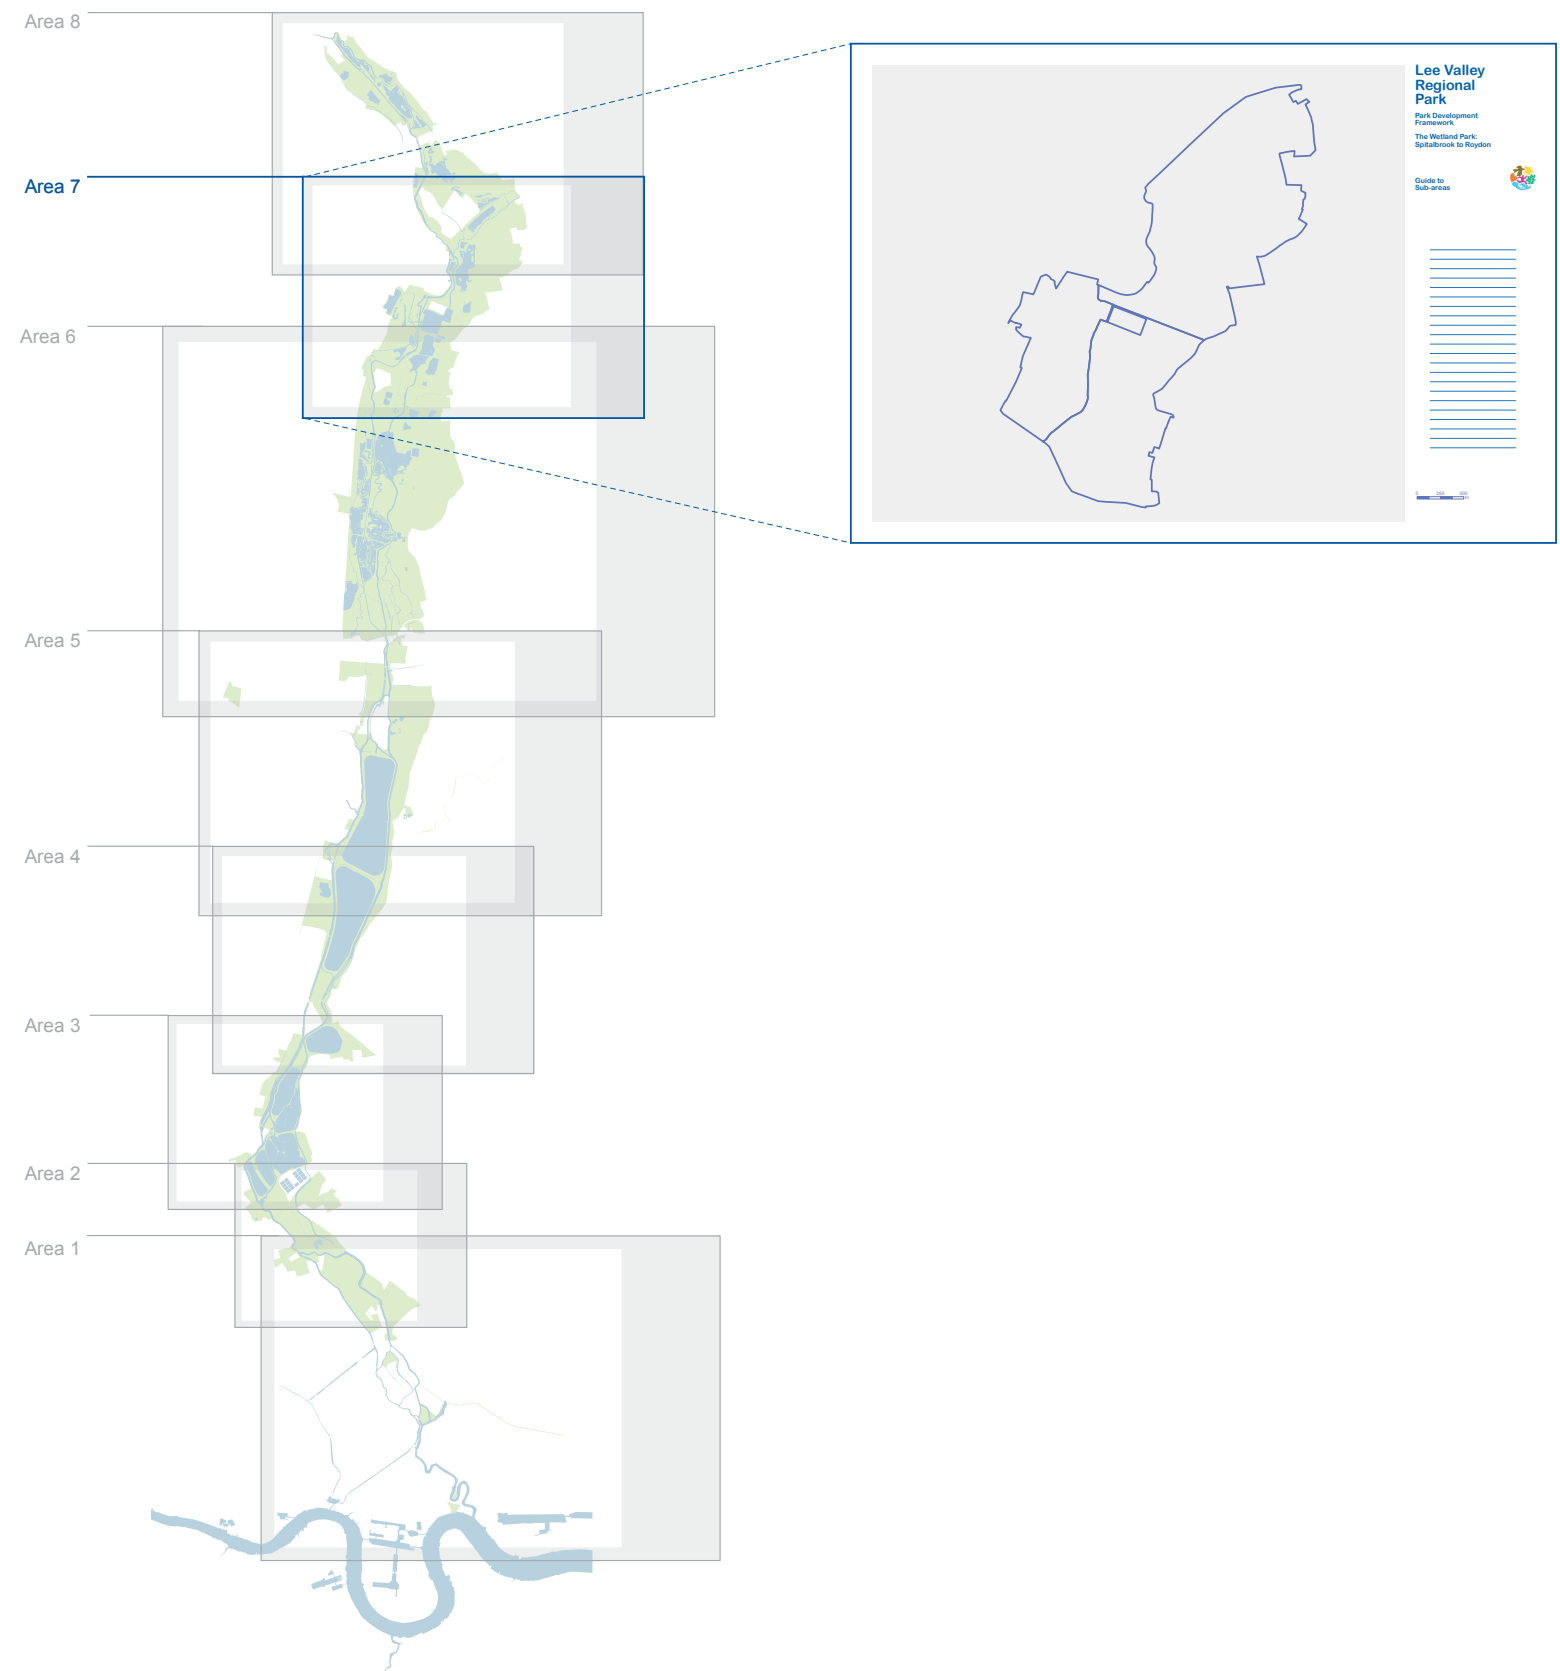 Area 8
Area 7
Area 6
Area 5
Area 4
Area 3
Area 2
Area 1
Lee Valley
Regional
Park
Park Development
Framework
The Wetland Park:
Spitalbrook to Roydon
Guide to
Sub-areas
0